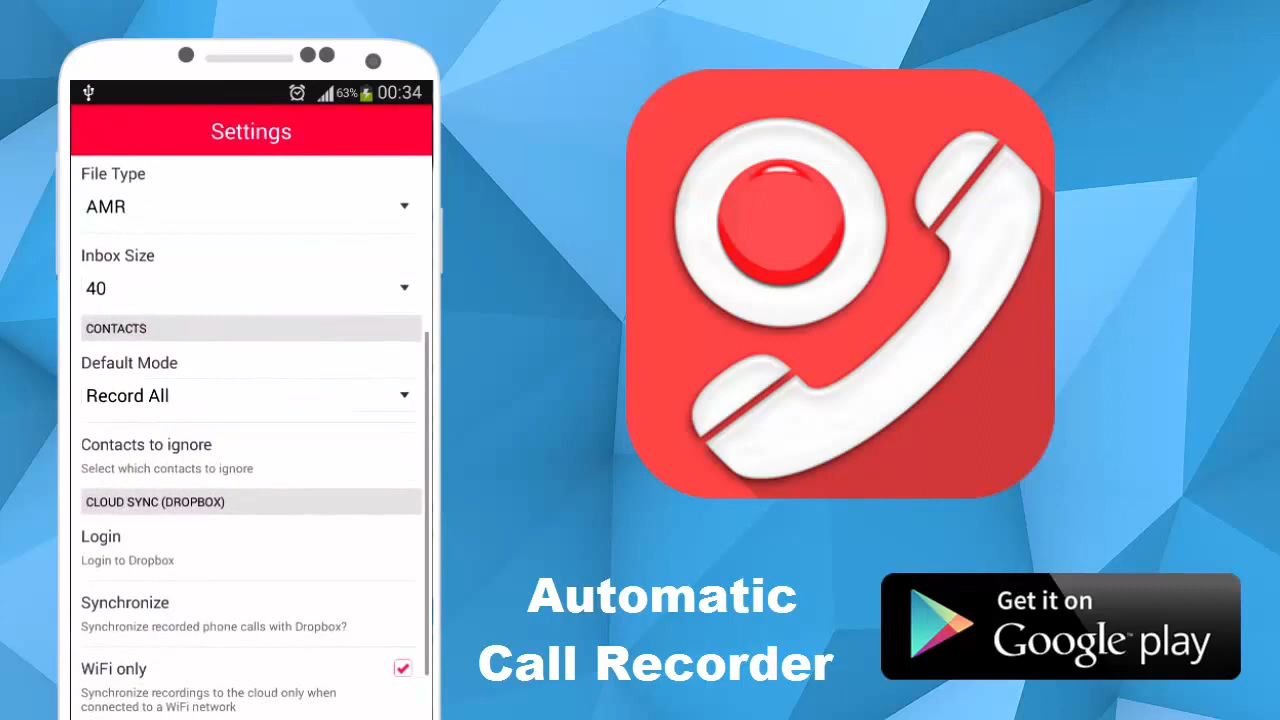 63% 00:34
Settings
File Type
AMR
Inbox Size
40
CONTACTS
Default Mode
Record All
Contacts to ignore
Select which contacts to ignore
CLOUD SYNC (DROPBOX)
Login
Login to Dropbox
Synchronize
Synchronize recorded phone calls with Dropbox?
WiFi only
Synchronize recordings to the cloud only when
connected to a WiFi network
Automatic
Call Recorder
Get it on
Google play